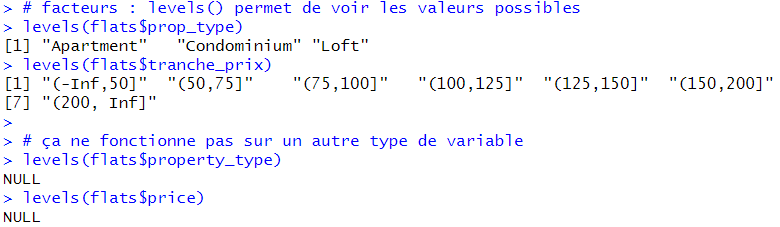 > # facteurs : levels() permet de voir les valeurs possibles
> levels(flats$prop_type)
[1] "Apartment"   "Condominium" "Loft"
> levels(flats$tranche_prix)
[1] "(-Inf,50]"  "(50,75]"    "(75,100]"   "(100,125]"  "(125,150]"  "(150,200]"
[7] "(200, Inf]"
>
> # ça ne fonctionne pas sur un autre type de variable
> levels(flats$property_type)
NULL
> levels(flats$price)
NULL